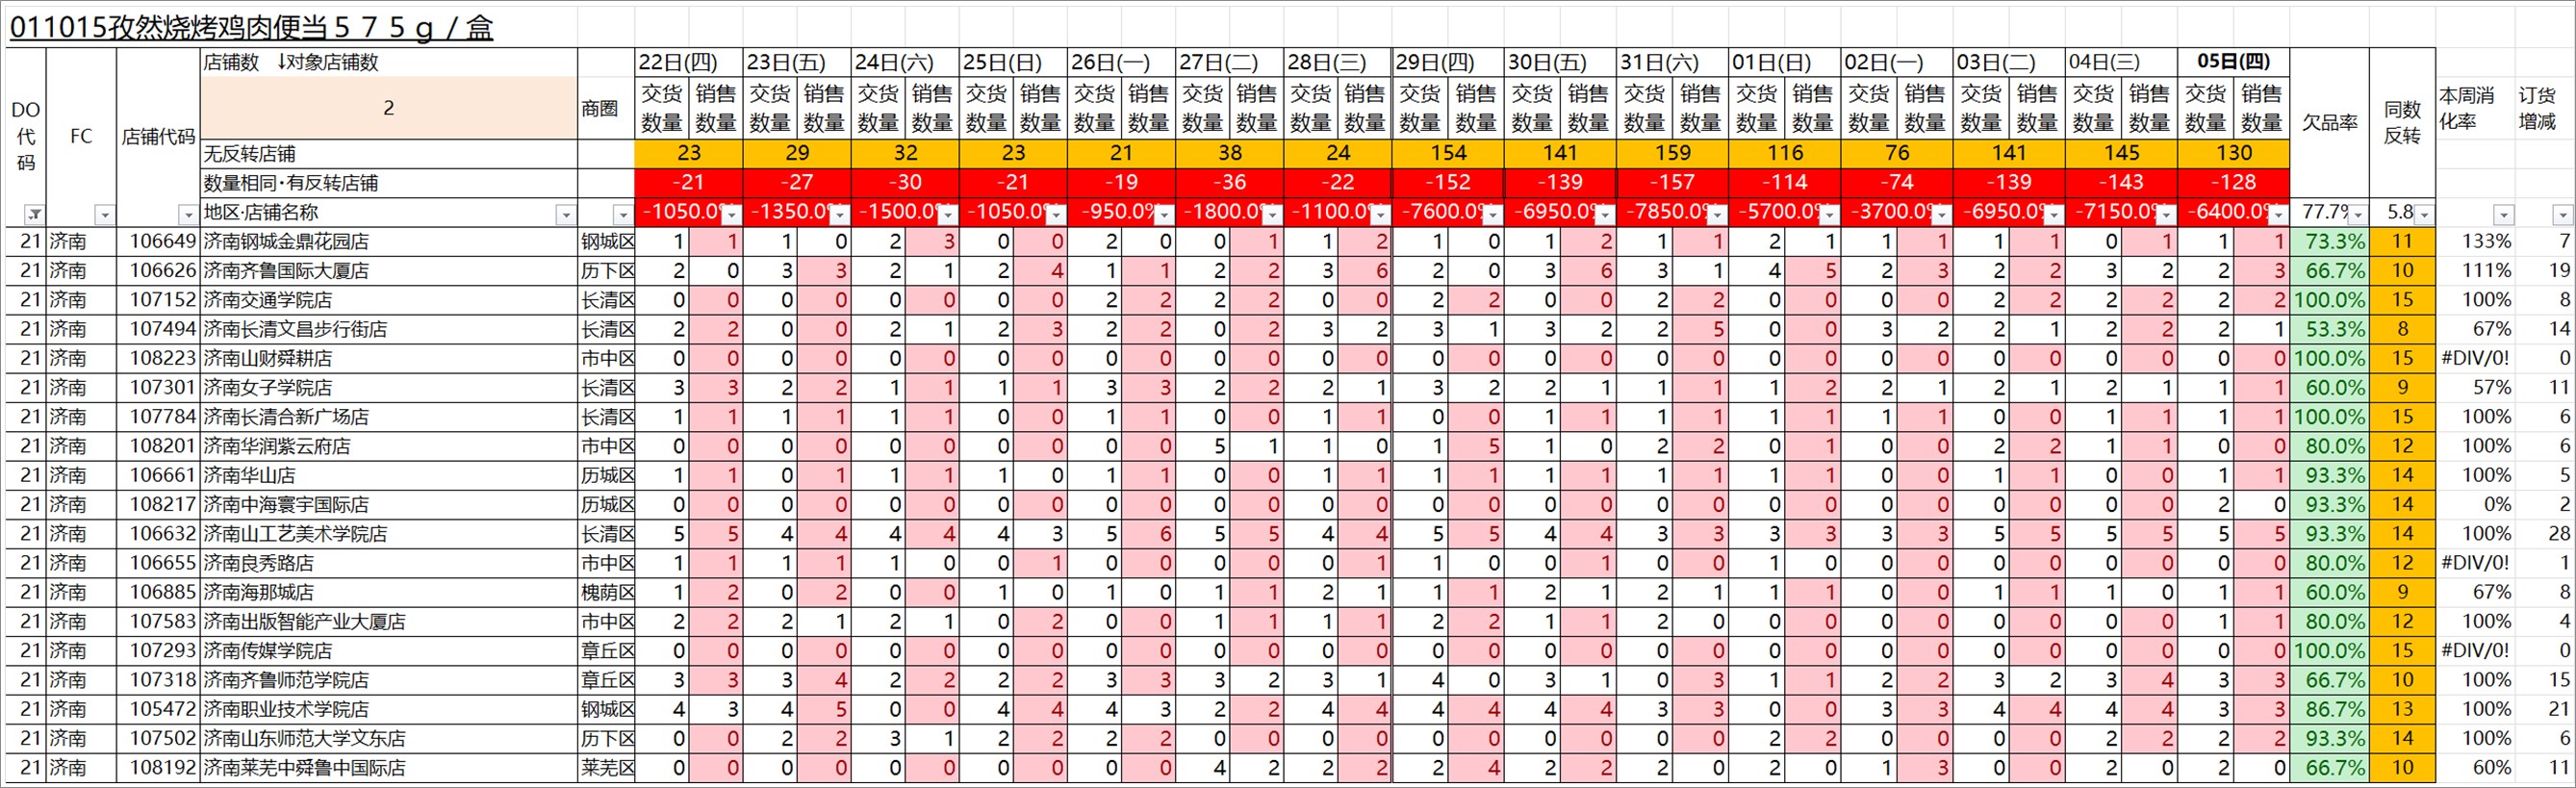 011015孜然烧烤鸡肉便当５７５ｇ／盒
店铺数 ↓对象店铺数 22日(四) 23日(五) 24日(六) 25日(日) 26日(一) 27日(二) 28日(三) 29日(四) 30日(五) 31日(六) 01日(日) 02日(一) 03日(二) 04日(三) 05日(四)
DO代码 FC 店铺代码 2 商圈 交货数量 销售数量 交货数量 销售数量 交货数量 销售数量 交货数量 销售数量 交货数量 销售数量 交货数量 销售数量 交货数量 销售数量 交货数量 销售数量 交货数量 销售数量 交货数量 销售数量 交货数量 销售数量 交货数量 销售数量 交货数量 销售数量 交货数量 销售数量 交货数量 销售数量 欠品率 同数反转 本周消化率 订货增减
无反转店铺 23 29 32 23 21 38 24 154 141 159 116 76 141 145 130
数量相同·有反转店铺 -21 -27 -30 -21 -19 -36 -22 -152 -139 -157 -114 -74 -139 -143 -128
地区·店铺名称 -1050.0% -1350.0% -1500.0% -1050.0% -950.0% -1800.0% -1100.0% -7600.0% -6950.0% -7850.0% -5700.0% -3700.0% -6950.0% -7150.0% -6400.0% 77.7% 5.8
21 济南 106649 济南钢城金鼎花园店 钢城区 1 1 1 0 2 3 0 0 2 0 0 1 1 2 1 0 1 2 1 1 2 1 1 1 1 1 0 1 1 1 73.3% 11 133% 7
21 济南 106626 济南齐鲁国际大厦店 历下区 2 0 3 3 2 1 2 4 1 1 2 2 3 6 2 0 3 6 3 1 4 5 2 3 2 2 3 2 2 3 66.7% 10 111% 19
21 济南 107152 济南交通学院店 长清区 0 0 0 0 0 0 0 0 2 2 2 2 0 0 2 2 0 0 2 2 0 0 0 0 2 2 2 2 2 2 100.0% 15 100% 8
21 济南 107494 济南长清文昌步行街店 长清区 2 2 0 0 2 1 2 3 2 2 0 2 3 2 3 1 3 2 2 5 0 0 3 2 2 1 2 2 2 1 53.3% 8 67% 14
21 济南 108223 济南山财舜耕店 市中区 0 0 0 0 0 0 0 0 0 0 0 0 0 0 0 0 0 0 0 0 0 0 0 0 0 0 0 0 0 0 100.0% 15 #DIV/0! 0
21 济南 107301 济南女子学院店 长清区 3 3 2 2 1 1 1 1 3 3 2 2 2 1 3 2 2 1 1 1 1 2 2 1 2 1 2 1 1 1 60.0% 9 57% 11
21 济南 107784 济南长清合新广场店 长清区 1 1 1 1 1 0 0 0 1 1 0 0 1 1 0 0 1 1 1 1 1 1 1 1 0 0 1 1 1 1 100.0% 15 100% 6
21 济南 108201 济南华润紫云府店 市中区 0 0 0 0 0 0 0 0 0 0 5 1 1 0 1 5 1 0 2 2 0 1 0 0 2 2 1 1 0 0 80.0% 12 100% 6
21 济南 106661 济南华山店 历城区 1 1 0 1 1 1 1 0 1 1 0 0 1 1 0 1 1 1 0 1 1 1 0 0 1 1 0 0 1 1 93.3% 14 100% 5
21 济南 108217 济南中海寰宇国际店 历城区 0 0 0 0 0 0 0 0 0 0 0 0 0 0 0 0 0 0 0 0 0 0 0 0 0 0 0 0 2 0 93.3% 14 0% 2
21 济南 106632 济南山工艺美术学院店 长清区 5 5 4 4 4 4 4 3 5 6 5 5 4 4 5 5 4 4 3 3 3 3 3 3 5 5 5 5 5 5 93.3% 14 100% 28
21 济南 106655 济南良秀路店 市中区 1 1 1 1 1 0 0 1 0 0 0 0 0 1 1 0 0 1 0 0 1 0 0 0 0 0 0 0 0 0 80.0% 12 #DIV/0! 1
21 济南 106885 济南海那城店 槐荫区 1 2 0 2 0 0 1 0 1 0 1 1 2 1 1 1 2 1 2 1 1 1 0 0 1 1 1 0 1 1 60.0% 9 67% 8
21 济南 107583 济南出版智能产业大厦店 市中区 2 2 2 1 2 1 0 2 0 0 1 1 1 1 2 2 1 1 2 0 0 0 0 0 0 0 0 0 1 1 80.0% 12 100% 4
21 济南 107293 济南传媒学院店 章丘区 0 0 0 0 0 0 0 0 0 0 0 0 0 0 0 0 0 0 0 0 0 0 0 0 0 0 0 0 0 0 100.0% 15 #DIV/0! 0
21 济南 107318 济南齐鲁师范学院店 章丘区 3 3 3 4 2 2 2 2 3 3 3 2 3 1 4 0 3 1 0 3 1 1 2 2 3 2 3 4 3 3 66.7% 10 100% 15
21 济南 105472 济南职业技术学院店 钢城区 4 3 4 5 0 0 4 4 4 3 2 2 4 4 4 4 4 4 3 3 0 0 3 3 4 4 4 4 3 3 86.7% 13 100% 21
21 济南 107502 济南山东师范大学文东店 历下区 0 0 2 2 3 1 2 2 2 2 0 0 0 0 0 0 0 0 0 0 2 2 0 0 0 0 2 2 2 2 93.3% 14 100% 6
21 济南 108192 济南莱芜中舜鲁中国际店 莱芜区 0 0 0 0 0 0 0 0 0 0 4 2 2 2 2 4 2 2 2 0 2 0 1 3 0 0 2 0 2 0 66.7% 10 60% 11